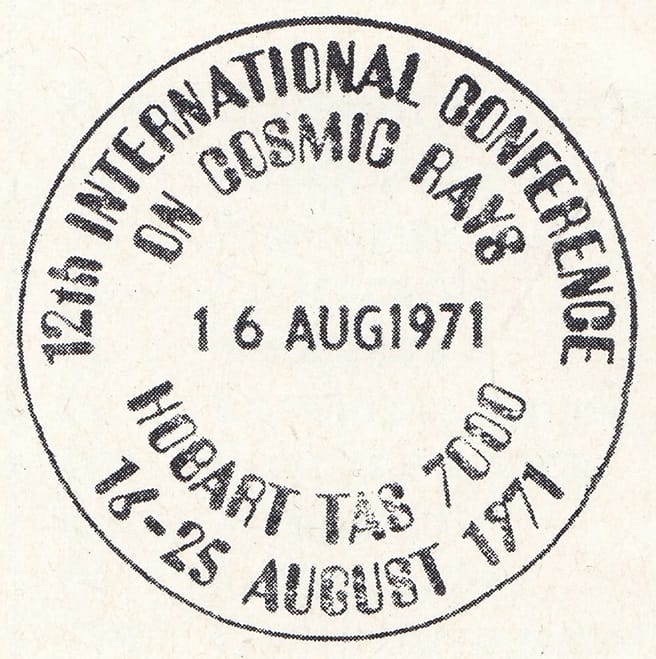 12th INTERNATIONAL CONFERENCE
ON COSMIC RAYS
16 AUG1971
HOBART TAS 7000
16-25 AUGUST 1971